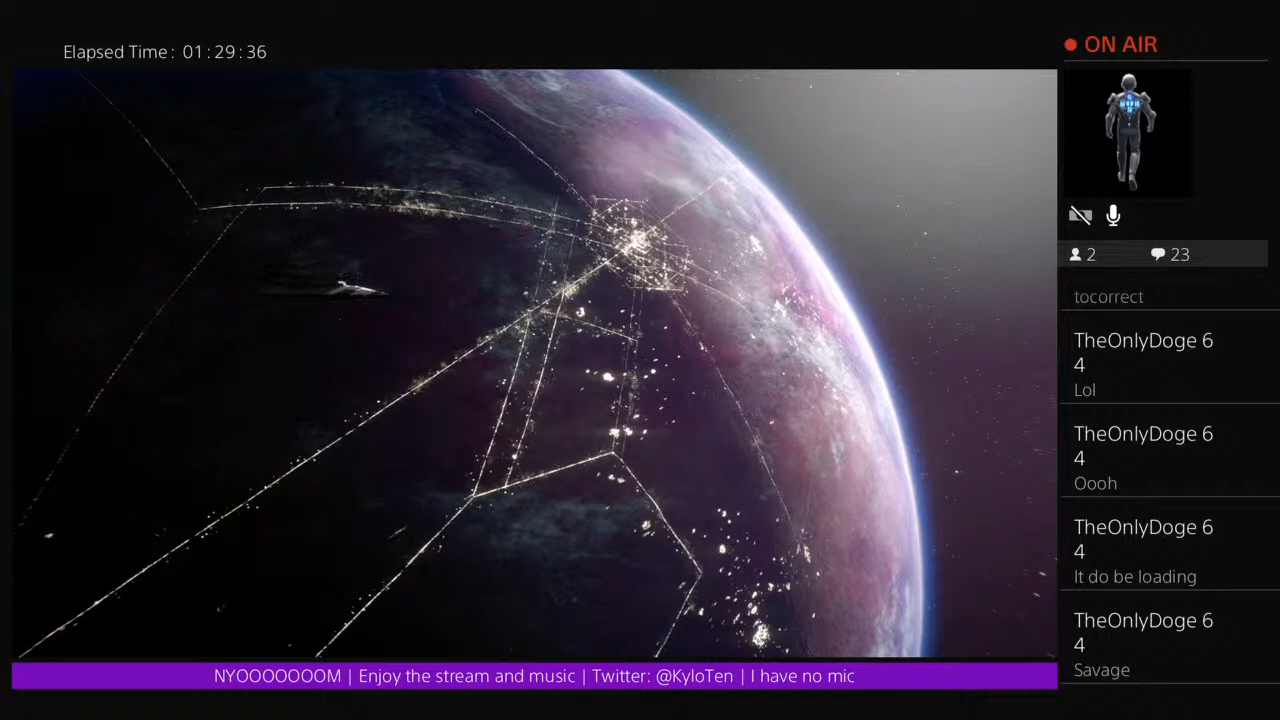 Elapsed Time: 01:29:36
ON AIR
2
23
tocorrect
TheOnlyDoge 6
4
Lol
TheOnlyDoge 6
4
Oooh
TheOnlyDoge 6
4
It do be loading
TheOnlyDoge 6
4
Savage
NYOOOOOOOM | Enjoy the stream and music | Twitter: @KyloTen | I have no mic